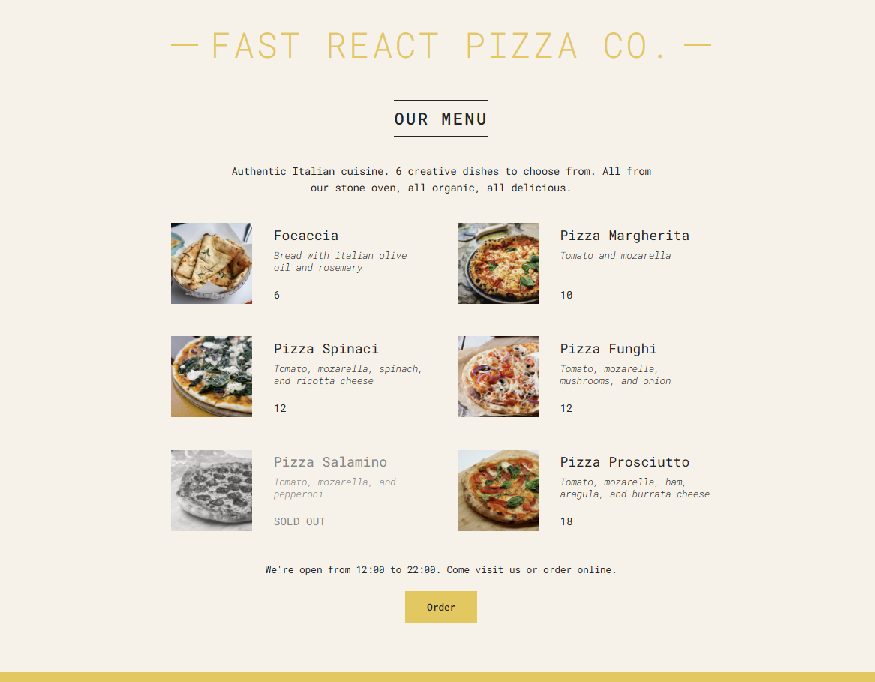 FAST REACT PIZZA CO.
OUR MENU
Authentic Italian cuisine. 6 creative dishes to choose from. All from
our stone oven, all organic, all delicious.
Focaccia
Bread with italian olive
oil and rosemary
6
Pizza Margherita
Tomato and mozarella
10
Pizza Spinaci
Tomato, mozarella, spinach,
and ricotta cheese
12
Pizza Funghi
Tomato, mozarella,
mushrooms, and onion
12
Pizza Salamino
Tomato, mozarella, and
pepperoni
SOLD OUT
Pizza Prosciutto
Tomato, mozarella, ham,
aragula, and burrata cheese
18
We're open from 12:00 to 22:00. Come visit us or order online.
Order